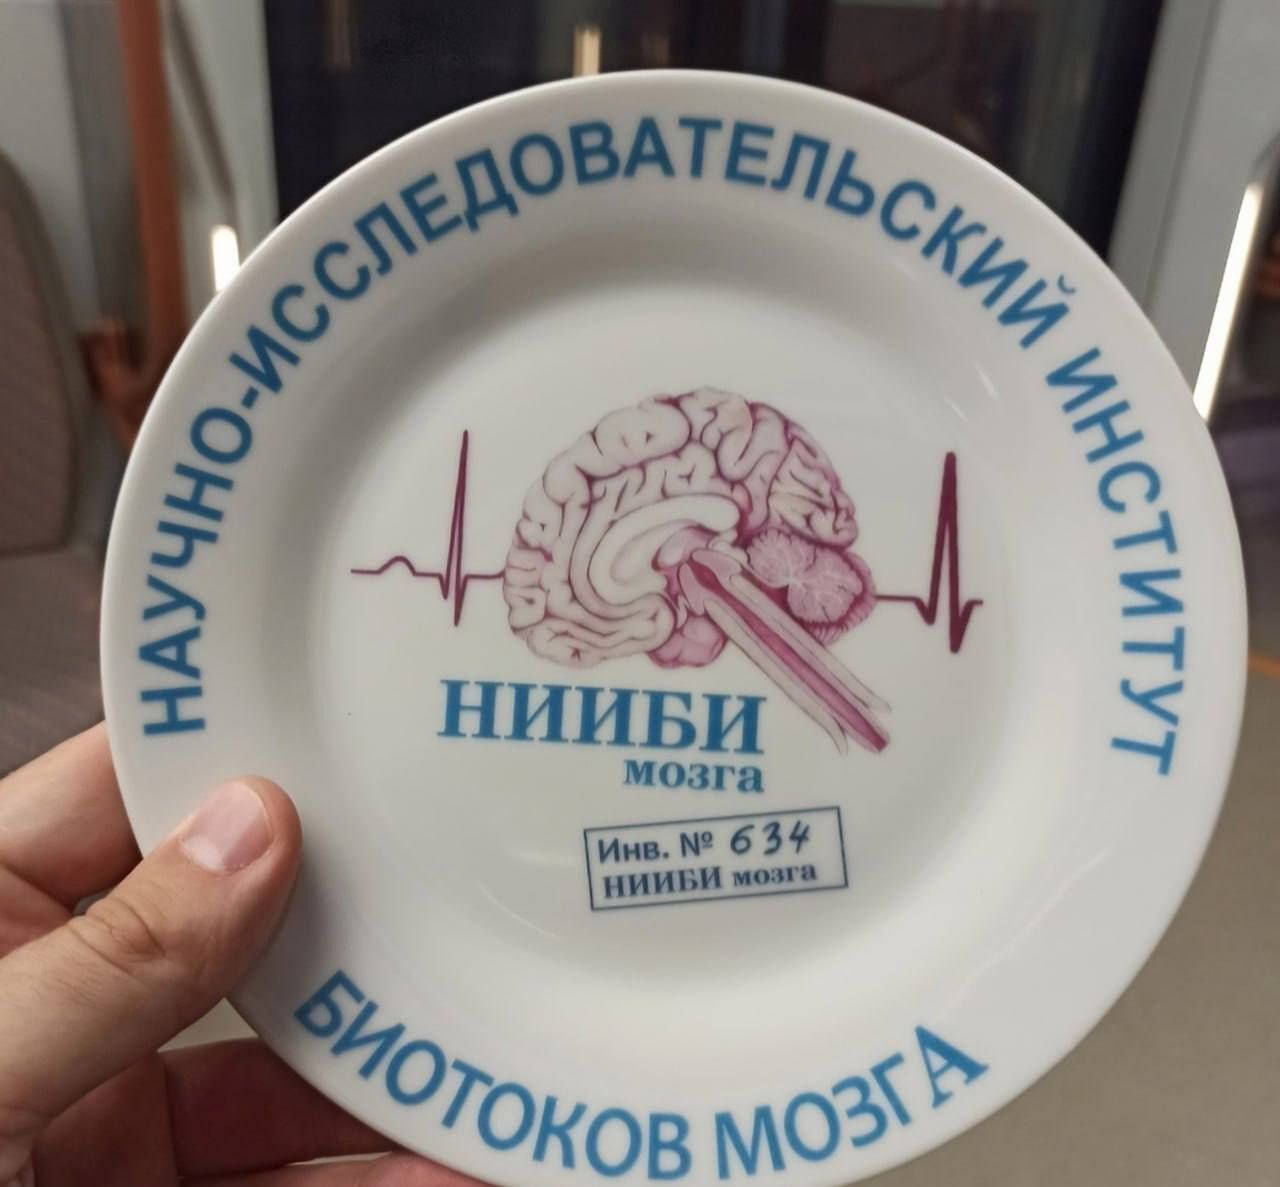 НАУЧНО-ИССЛЕДОВАТЕЛЬСКИЙ ИНСТИТУТ
НИИБИ
мозга
Инв. № 634
НИИБИ мозга
БИОТОКОВ МОЗГА